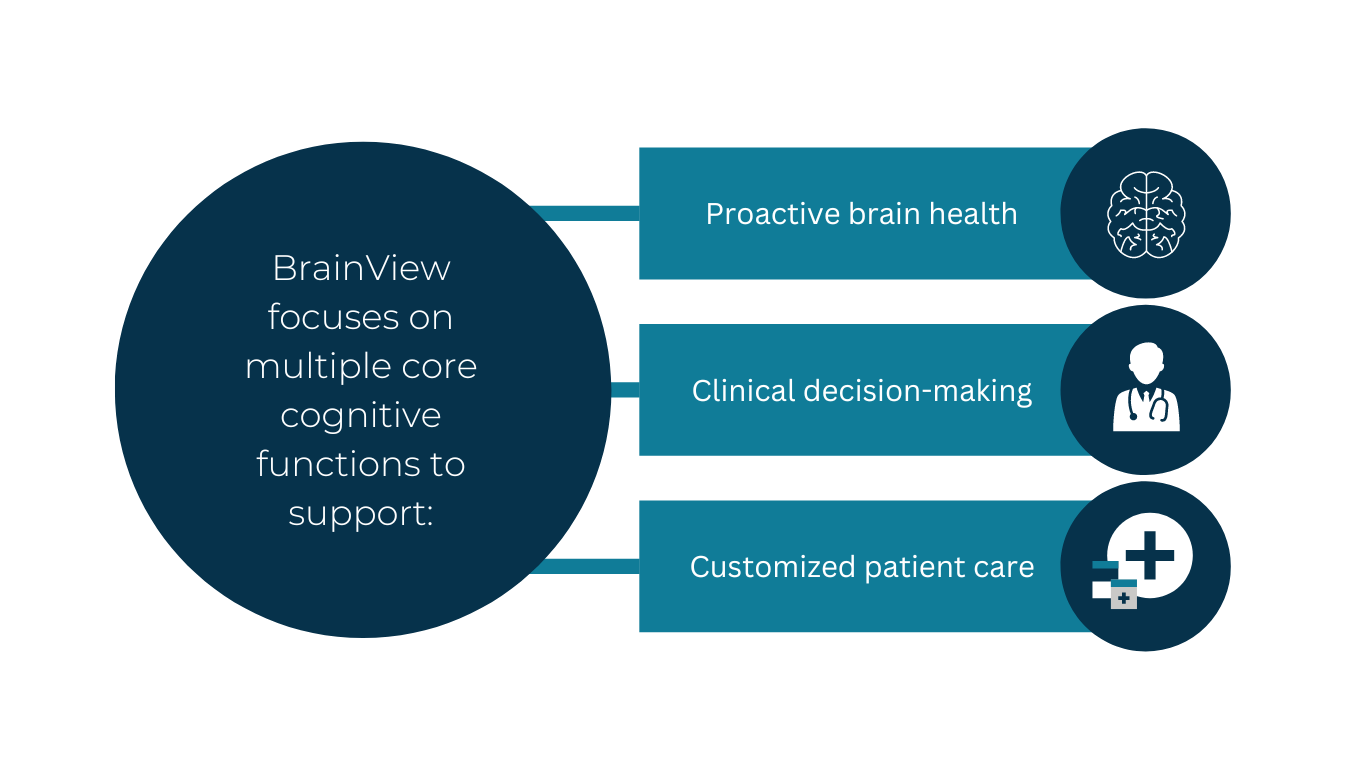 BrainView
focuses on
multiple core
cognitive
functions to
support:
Proactive brain health
Clinical decision-making
Customized patient care